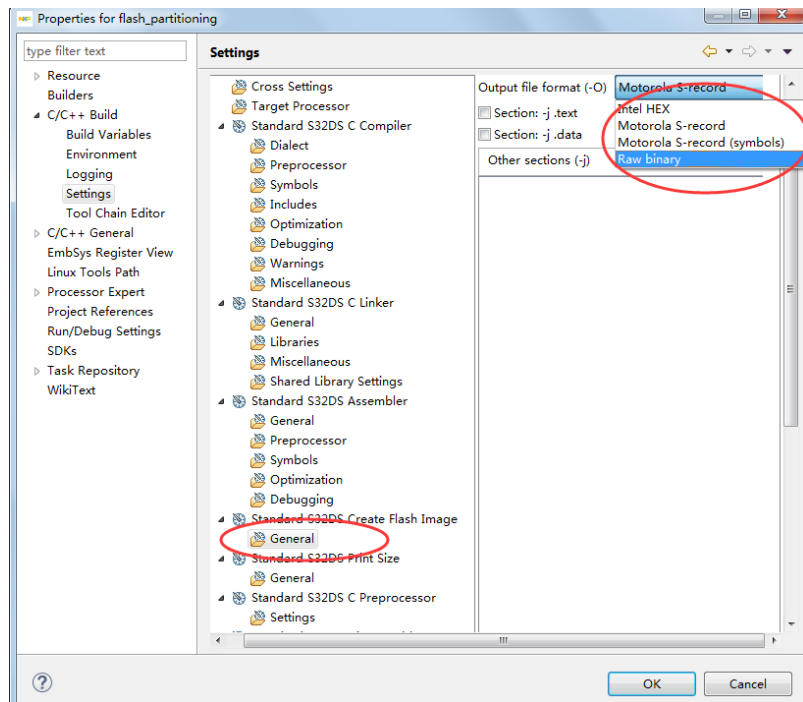 NXP Properties for flash_partitioning
type filter text
Resource
Builders
C/C++ Build
Build Variables
Environment
Logging
Settings
Tool Chain Editor
C/C++ General
EmbSys Register View
Linux Tools Path
Processor Expert
Project References
Run/Debug Settings
SDKs
Task Repository
WikiText
Settings
Cross Settings
Target Processor
Standard S32DS C Compiler
Dialect
Preprocessor
Symbols
Includes
Optimization
Debugging
Warnings
Miscellaneous
Standard S32DS C Linker
General
Libraries
Miscellaneous
Shared Library Settings
Standard S32DS Assembler
General
Preprocessor
Symbols
Optimization
Debugging
Standard S32DS Create Flash Image
General
Standard S32DS Print Size
General
Standard S32DS C Preprocessor
Settings
Output file format (-O) Motorola S-record
Section: -j .text
Section: -j .data
Other sections (-j)
Intel HEX
Motorola S-record
Motorola S-record (symbols)
Raw binary
OK
Cancel